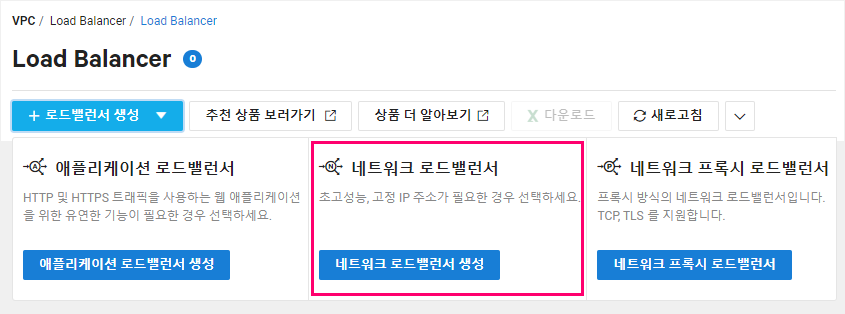 VPC / Load Balancer / Load Balancer
Load Balancer 0
+ 로드밸런서 생성 추천 상품 보러가기 상품 더 알아보기 다운로드 새로고침
애플리케이션 로드밸런서
HTTP 및 HTTPS 트래픽을 사용하는 웹 애플리케이션
을 위한 유연한 기능이 필요한 경우 선택하세요.
애플리케이션 로드밸런서 생성
네트워크 로드밸런서
초고성능, 고정 IP 주소가 필요한 경우 선택하세요.
네트워크 로드밸런서 생성
네트워크 프록시 로드밸런서
프록시 방식의 네트워크 로드밸런서입니다.
TCP, TLS 를 지원합니다.
네트워크 프록시 로드밸런서